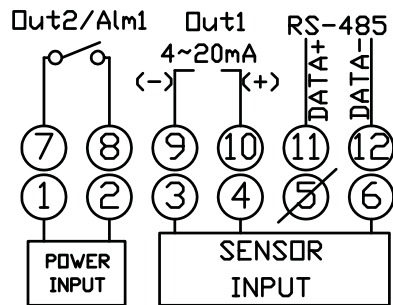 Out2/Alm1 Out1 RS-485
4~20mA
(-) (+) DATA+ DATA-
7 8 9 10 11 12
1 2 3 4 5 6
POWER INPUT
SENSOR INPUT